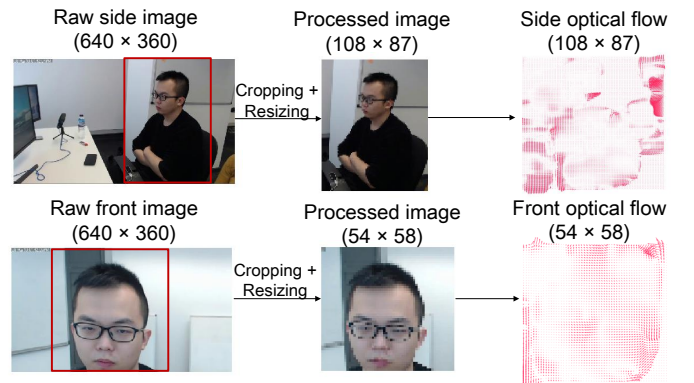 Raw side image
(640 × 360)
Processed image
(108 × 87)
Side optical flow
(108 × 87)
Cropping +
Resizing
Raw front image
(640 × 360)
Processed image
(54 × 58)
Front optical flow
(54 × 58)
Cropping +
Resizing